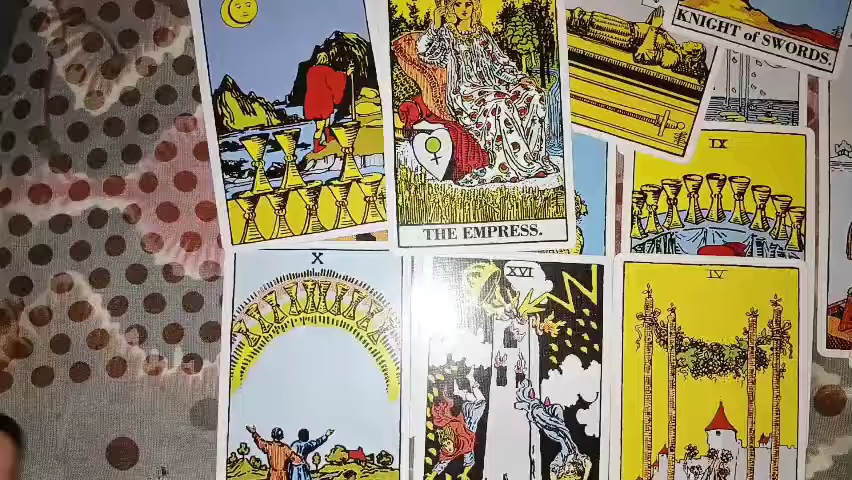 KNIGHT of SWORDS.
IX
THE EMPRESS.
X
XVI
IV